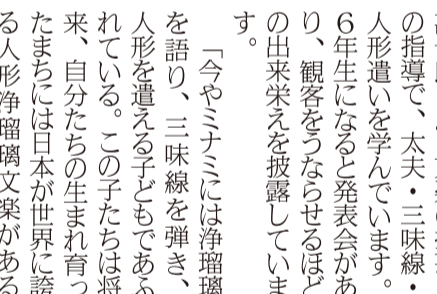 の指導で、太夫・三味線・
人形遣いを学んでいます。
6年生になると発表会があ
り、観客をうならせるほど
の出来栄えを披露していま
す。
「今やミナミには浄瑠璃
を語り、三味線を弾き、
人形を遣える子どもであふ
れている。この子たちは将
来、自分たちの生まれ育っ
たまちには日本が世界に誇
る人形浄瑠璃文楽がある